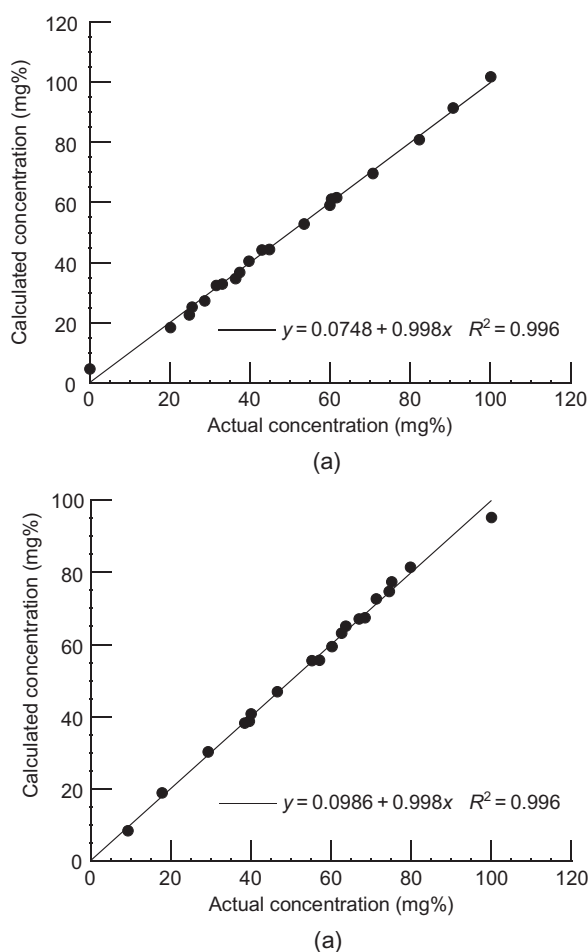 120
100
80
60
40
20
0
Calculated concentration (mg%)
y = 0.0748 + 0.998x R² = 0.996
0 20 40 60 80 100 120
Actual concentration (mg%)
(a)
100
80
60
40
20
0
Calculated concentration (mg%)
y = 0.0986 + 0.998x R² = 0.996
0 20 40 60 80 100 120
Actual concentration (mg%)
(a)